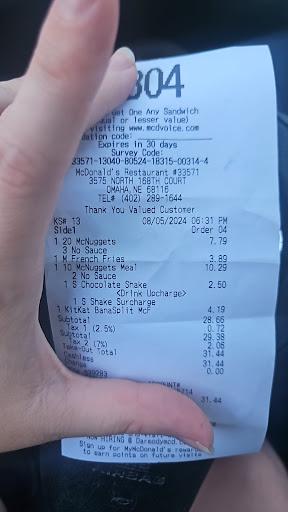 304
Get One Any Sandwich
ual or lesser value)
visiting www.mcdvoice.com
dation code:
Expires in 30 days
Survey Code:
33571-13040-80524-18315-00314-4
McDonald's Restaurant #33571
3575 NORTH 168TH COURT
OMAHA, NE 68116
TEL# (402) 289-1644
Thank You Valued Customer
KS# 13 08/05/2024 06:31 PM
Side1 Order 04
1 20 McNuggets 7.79
3 No Sauce
1 M French Fries 3.89
1 10 McNuggets Meal 10.29
2 No Sauce
1 S Chocolate Shake 2.50
<Drink Upcharge>
1 S Shake Surcharge
1 KitKat BanaSplit McF 4.19
Subtotal 28.66
Tax 1 (2.5%) 0.72
Subtotal 29.38
Tax 2 (7%) 2.06
Take-Out Total 31.44
Cashless 31.44
Change 0.00
31.44
NOW HIRING @ Darmodymcd.
Sign up for MyMcDonald's rewards
to earn points on future visits